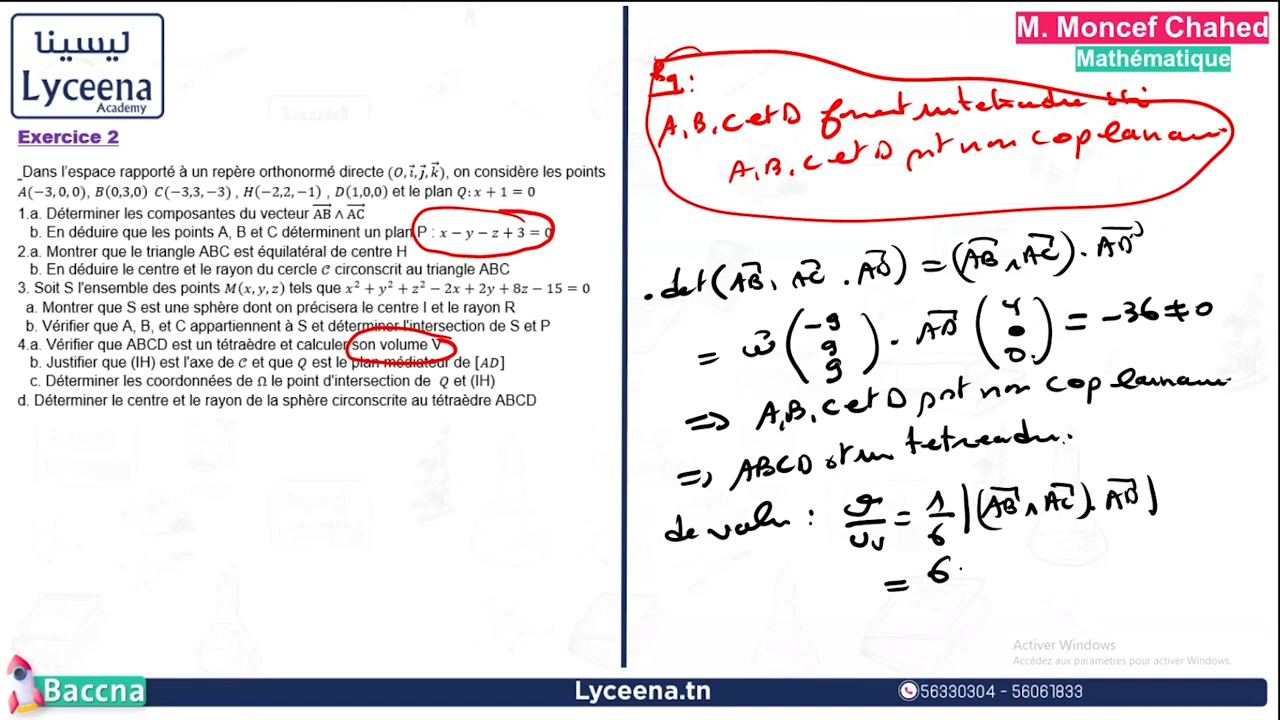 ليسينا
Lyceena
Academy
M. Moncef Chahed
Mathématique
Exercice 2
Dans l'espace rapporté à un repère orthonormé directe (O, i⃗, j⃗, k⃗), on considère les points
A(−3,0,0), B(0,3,0) C(−3,3,−3) , H(−2,2,−1) , D(1,0,0) et le plan Q: x + 1 = 0
1.a. Déterminer les composantes du vecteur AB⃗ ∧ AC⃗
b. En déduire que les points A, B et C déterminent un plan P : x − y − z + 3 = 0
2.a. Montrer que le triangle ABC est équilatéral de centre H
b. En déduire le centre et le rayon du cercle 𝒞 circonscrit au triangle ABC
3. Soit S l'ensemble des points M(x, y, z) tels que x² + y² + z² − 2x + 2y + 8z − 15 = 0
a. Montrer que S est une sphère dont on précisera le centre I et le rayon R
b. Vérifier que A, B, et C appartiennent à S et déterminer l'intersection de S et P
4.a. Vérifier que ABCD est un tétraèdre et calculer son volume V
b. Justifier que (IH) est l'axe de 𝒞 et que Q est le plan médiateur de [AD]
c. Déterminer les coordonnées de Ω le point d'intersection de Q et (IH)
d. Déterminer le centre et le rayon de la sphère circonscrite au tétraèdre ABCD
Rq:
A, B, C et D forment un tetraedre ssi
A, B, C et D sont non coplanaires
. det(AB⃗, AC⃗, AD⃗) = (AB⃗ ∧ AC⃗). AD⃗
= w⃗ (−9 9 9) . AD⃗ (4 0 0) = −36 ≠ 0
=> A, B, C et D sont non coplanaires
=> ABCD est un tetraedre.
de volume : V/Uv = 1/6 |(AB⃗ ∧ AC⃗). AD⃗|
= 6
Activer Windows
Accédez aux paramètres pour activer Windows.
Baccna
Lyceena.tn
56330304 - 56061833